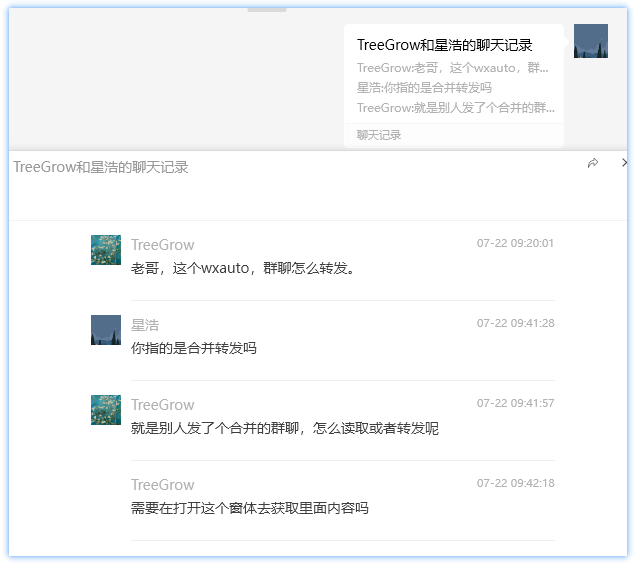 TreeGrow和星浩的聊天记录
TreeGrow:老哥，这个wxauto，群...
星浩:你指的是合并转发吗
TreeGrow:就是别人发了个合并的群...
聊天记录
TreeGrow和星浩的聊天记录
TreeGrow 07-22 09:20:01
老哥，这个wxauto，群聊怎么转发。
星浩 07-22 09:41:28
你指的是合并转发吗
TreeGrow 07-22 09:41:57
就是别人发了个合并的群聊，怎么读取或者转发呢
TreeGrow 07-22 09:42:18
需要在打开这个窗体去获取里面内容吗